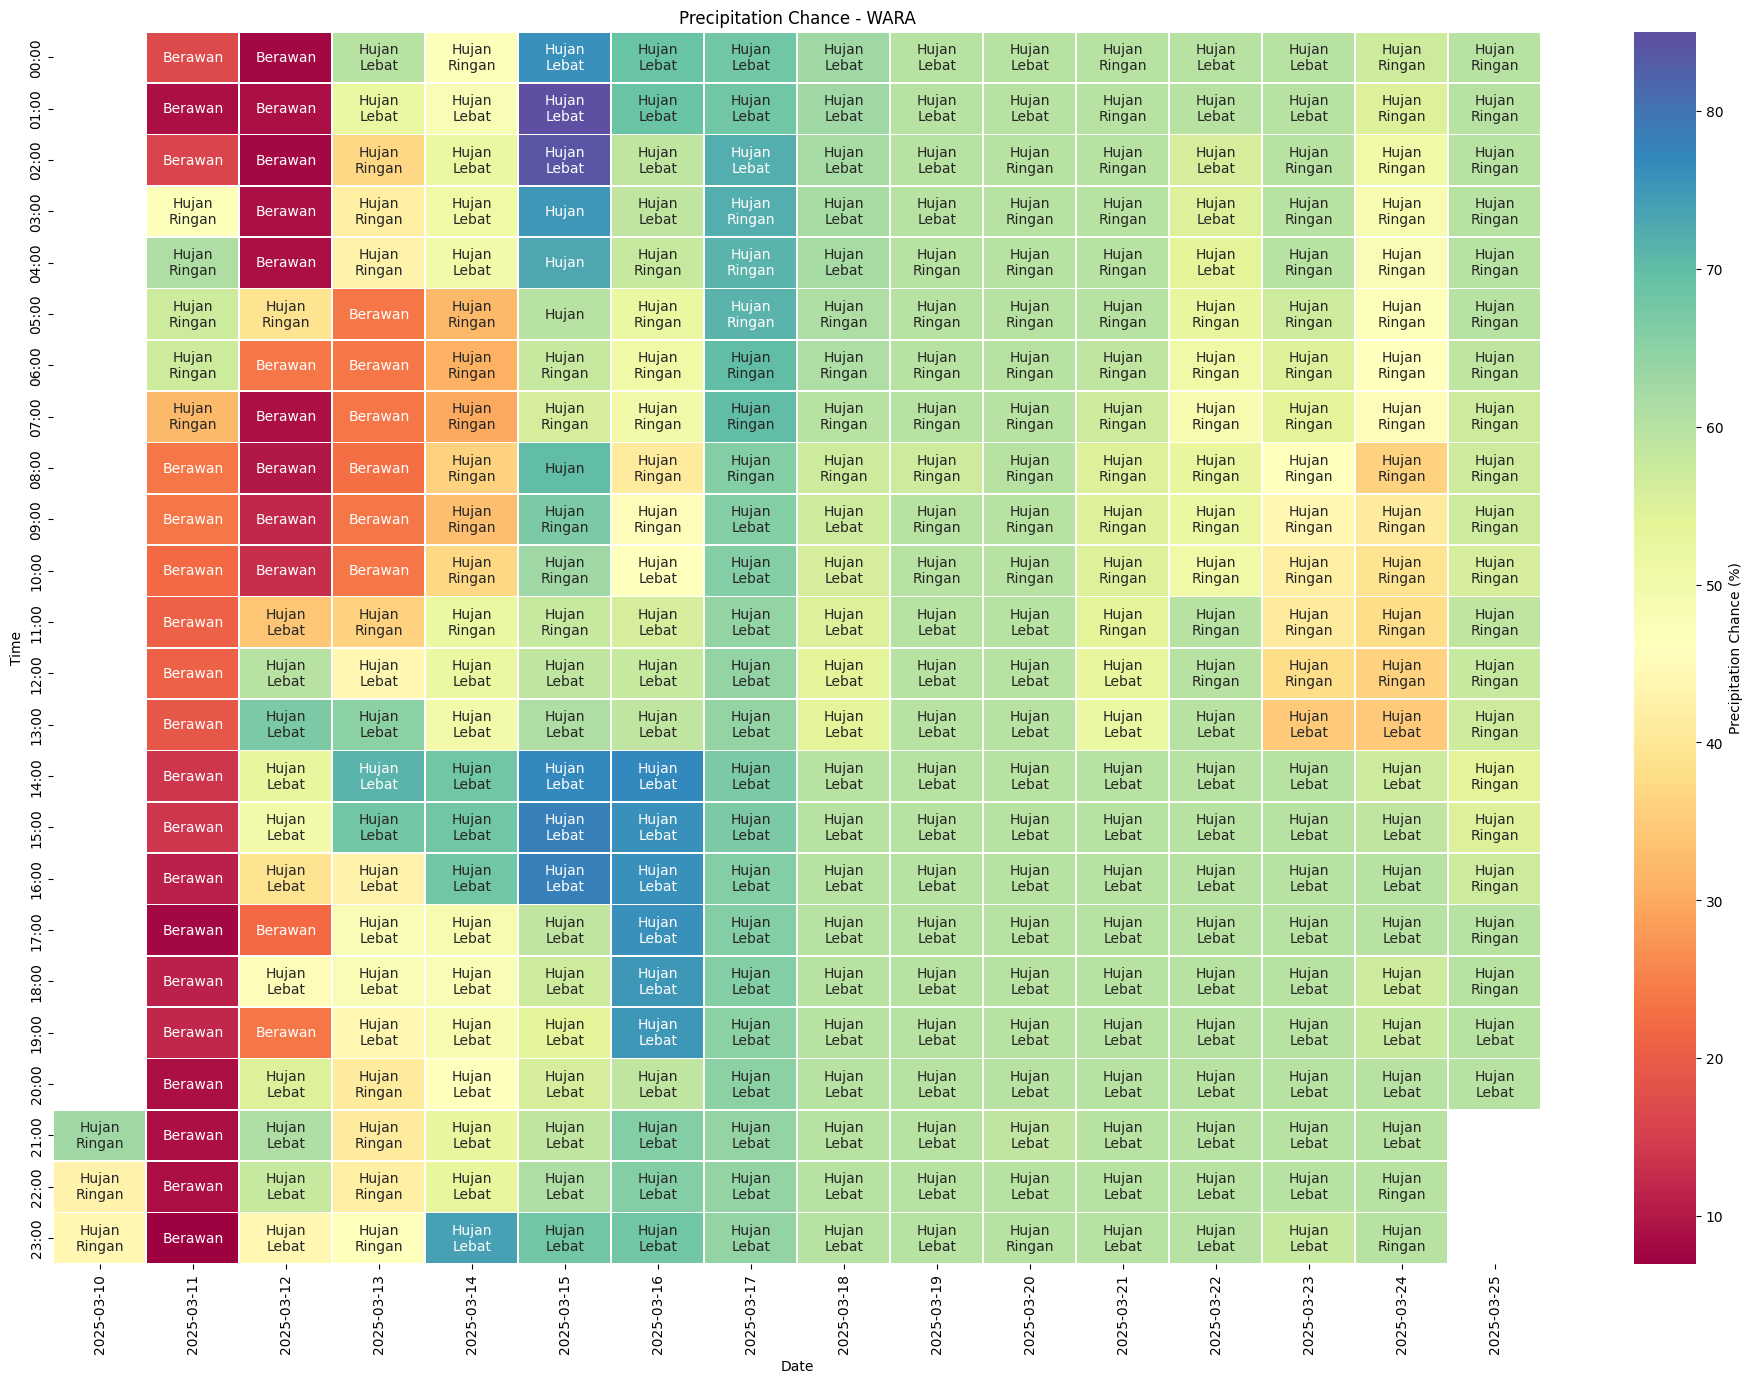 Precipitation Chance - WARA
00:00 Berawan Berawan Hujan Lebat Hujan Ringan Hujan Lebat Hujan Lebat Hujan Lebat Hujan Lebat Hujan Lebat Hujan Lebat Hujan Ringan Hujan Lebat Hujan Lebat Hujan Ringan Hujan Ringan
01:00 Berawan Berawan Hujan Lebat Hujan Lebat Hujan Lebat Hujan Lebat Hujan Lebat Hujan Lebat Hujan Lebat Hujan Lebat Hujan Ringan Hujan Lebat Hujan Lebat Hujan Ringan Hujan Ringan
02:00 Berawan Berawan Hujan Ringan Hujan Lebat Hujan Lebat Hujan Lebat Hujan Lebat Hujan Lebat Hujan Lebat Hujan Ringan Hujan Ringan Hujan Lebat Hujan Ringan Hujan Ringan Hujan Ringan
03:00 Hujan Ringan Berawan Hujan Ringan Hujan Lebat Hujan Hujan Lebat Hujan Ringan Hujan Lebat Hujan Lebat Hujan Ringan Hujan Ringan Hujan Lebat Hujan Ringan Hujan Ringan Hujan Ringan
04:00 Hujan Ringan Berawan Hujan Ringan Hujan Lebat Hujan Hujan Ringan Hujan Ringan Hujan Lebat Hujan Ringan Hujan Ringan Hujan Ringan Hujan Lebat Hujan Ringan Hujan Ringan Hujan Ringan
05:00 Hujan Ringan Hujan Ringan Berawan Hujan Ringan Hujan Hujan Ringan Hujan Ringan Hujan Ringan Hujan Ringan Hujan Ringan Hujan Ringan Hujan Ringan Hujan Ringan Hujan Ringan Hujan Ringan
06:00 Hujan Ringan Berawan Berawan Hujan Ringan Hujan Ringan Hujan Ringan Hujan Ringan Hujan Ringan Hujan Ringan Hujan Ringan Hujan Ringan Hujan Ringan Hujan Ringan Hujan Ringan Hujan Ringan
07:00 Hujan Ringan Berawan Berawan Hujan Ringan Hujan Ringan Hujan Ringan Hujan Ringan Hujan Ringan Hujan Ringan Hujan Ringan Hujan Ringan Hujan Ringan Hujan Ringan Hujan Ringan Hujan Ringan
08:00 Berawan Berawan Berawan Hujan Ringan Hujan Hujan Ringan Hujan Ringan Hujan Ringan Hujan Ringan Hujan Ringan Hujan Ringan Hujan Ringan Hujan Ringan Hujan Ringan Hujan Ringan
09:00 Berawan Berawan Berawan Hujan Ringan Hujan Ringan Hujan Ringan Hujan Lebat Hujan Lebat Hujan Ringan Hujan Ringan Hujan Ringan Hujan Ringan Hujan Ringan Hujan Ringan Hujan Ringan
10:00 Berawan Berawan Berawan Hujan Ringan Hujan Ringan Hujan Lebat Hujan Lebat Hujan Lebat Hujan Ringan Hujan Ringan Hujan Ringan Hujan Ringan Hujan Ringan Hujan Ringan Hujan Ringan
11:00 Berawan Hujan Lebat Hujan Ringan Hujan Ringan Hujan Ringan Hujan Lebat Hujan Lebat Hujan Lebat Hujan Lebat Hujan Lebat Hujan Ringan Hujan Ringan Hujan Ringan Hujan Ringan Hujan Ringan
12:00 Berawan Hujan Lebat Hujan Lebat Hujan Lebat Hujan Lebat Hujan Lebat Hujan Lebat Hujan Lebat Hujan Lebat Hujan Lebat Hujan Lebat Hujan Ringan Hujan Ringan Hujan Ringan Hujan Ringan
13:00 Berawan Hujan Lebat Hujan Lebat Hujan Lebat Hujan Lebat Hujan Lebat Hujan Lebat Hujan Lebat Hujan Lebat Hujan Lebat Hujan Lebat Hujan Lebat Hujan Lebat Hujan Lebat Hujan Ringan
14:00 Berawan Hujan Lebat Hujan Lebat Hujan Lebat Hujan Lebat Hujan Lebat Hujan Lebat Hujan Lebat Hujan Lebat Hujan Lebat Hujan Lebat Hujan Lebat Hujan Lebat Hujan Lebat Hujan Ringan
15:00 Berawan Hujan Lebat Hujan Lebat Hujan Lebat Hujan Lebat Hujan Lebat Hujan Lebat Hujan Lebat Hujan Lebat Hujan Lebat Hujan Lebat Hujan Lebat Hujan Lebat Hujan Lebat Hujan Ringan
16:00 Berawan Hujan Lebat Hujan Lebat Hujan Lebat Hujan Lebat Hujan Lebat Hujan Lebat Hujan Lebat Hujan Lebat Hujan Lebat Hujan Lebat Hujan Lebat Hujan Lebat Hujan Lebat Hujan Ringan
17:00 Berawan Berawan Hujan Lebat Hujan Lebat Hujan Lebat Hujan Lebat Hujan Lebat Hujan Lebat Hujan Lebat Hujan Lebat Hujan Lebat Hujan Lebat Hujan Lebat Hujan Lebat Hujan Ringan
18:00 Berawan Hujan Lebat Hujan Lebat Hujan Lebat Hujan Lebat Hujan Lebat Hujan Lebat Hujan Lebat Hujan Lebat Hujan Lebat Hujan Lebat Hujan Lebat Hujan Lebat Hujan Lebat Hujan Ringan
19:00 Berawan Berawan Hujan Lebat Hujan Lebat Hujan Lebat Hujan Lebat Hujan Lebat Hujan Lebat Hujan Lebat Hujan Lebat Hujan Lebat Hujan Lebat Hujan Lebat Hujan Lebat Hujan Lebat
20:00 Berawan Hujan Lebat Hujan Ringan Hujan Lebat Hujan Lebat Hujan Lebat Hujan Lebat Hujan Lebat Hujan Lebat Hujan Lebat Hujan Lebat Hujan Lebat Hujan Lebat Hujan Lebat Hujan Lebat
21:00 Hujan Ringan Berawan Hujan Lebat Hujan Ringan Hujan Lebat Hujan Lebat Hujan Lebat Hujan Lebat Hujan Lebat Hujan Lebat Hujan Lebat Hujan Lebat Hujan Lebat Hujan Lebat Hujan Lebat
22:00 Hujan Ringan Berawan Hujan Lebat Hujan Ringan Hujan Lebat Hujan Lebat Hujan Lebat Hujan Lebat Hujan Lebat Hujan Lebat Hujan Lebat Hujan Lebat Hujan Lebat Hujan Lebat Hujan Ringan
23:00 Hujan Ringan Berawan Hujan Lebat Hujan Ringan Hujan Lebat Hujan Lebat Hujan Lebat Hujan Lebat Hujan Lebat Hujan Lebat Hujan Ringan Hujan Lebat Hujan Lebat Hujan Lebat Hujan Ringan
Time
2025-03-10 2025-03-11 2025-03-12 2025-03-13 2025-03-14 2025-03-15 2025-03-16 2025-03-17 2025-03-18 2025-03-19 2025-03-20 2025-03-21 2025-03-22 2025-03-23 2025-03-24 2025-03-25
Date
80
70
60
50
40
30
20
10
Precipitation Chance (%)